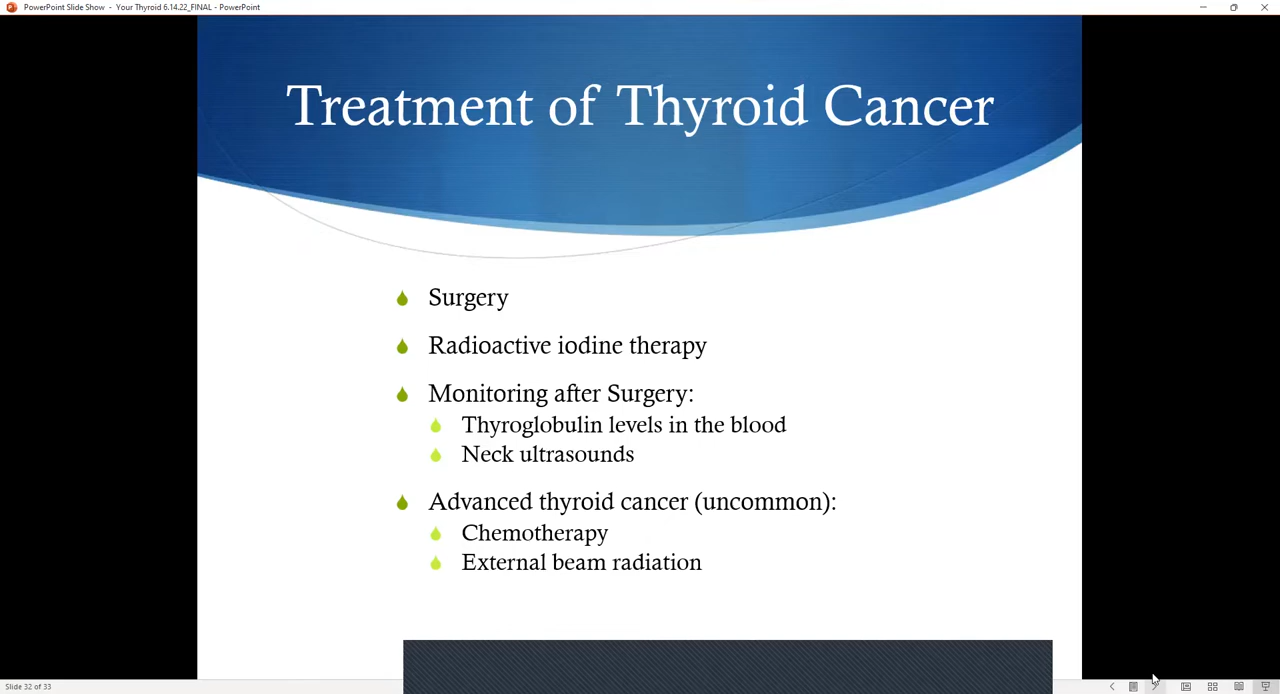 PowerPoint Slide Show - Your Thyroid 6.14.22_FINAL - PowerPoint
Treatment of Thyroid Cancer
Surgery
Radioactive iodine therapy
Monitoring after Surgery:
Thyroglobulin levels in the blood
Neck ultrasounds
Advanced thyroid cancer (uncommon):
Chemotherapy
External beam radiation
Slide 32 of 33